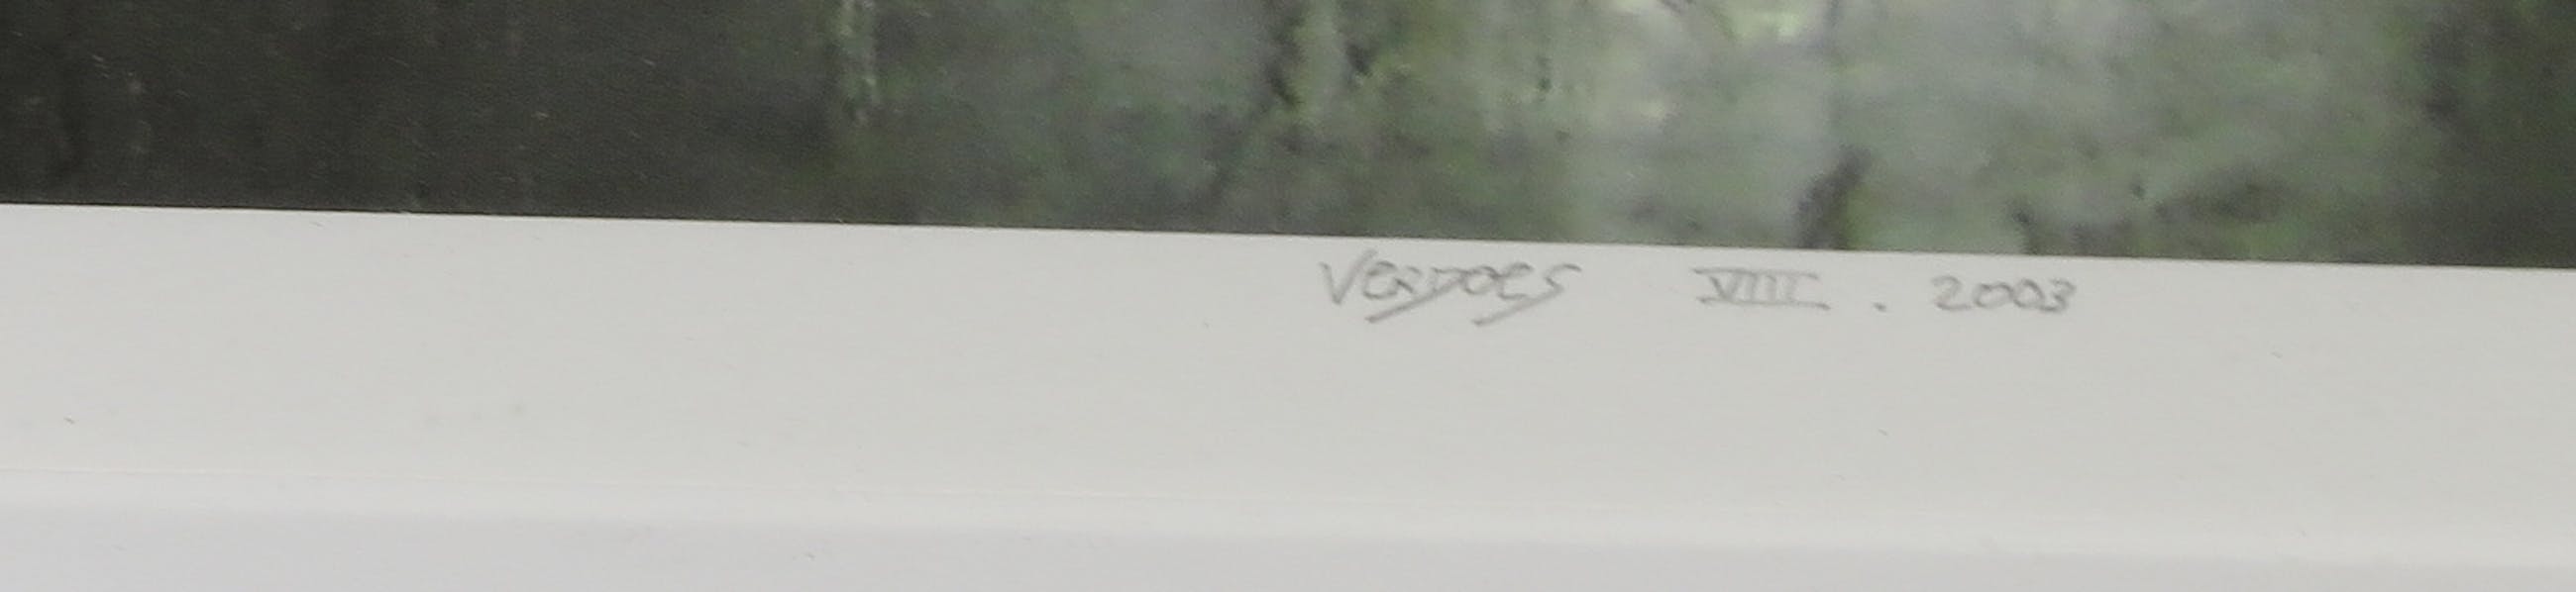 VERDOES VIII . 2003